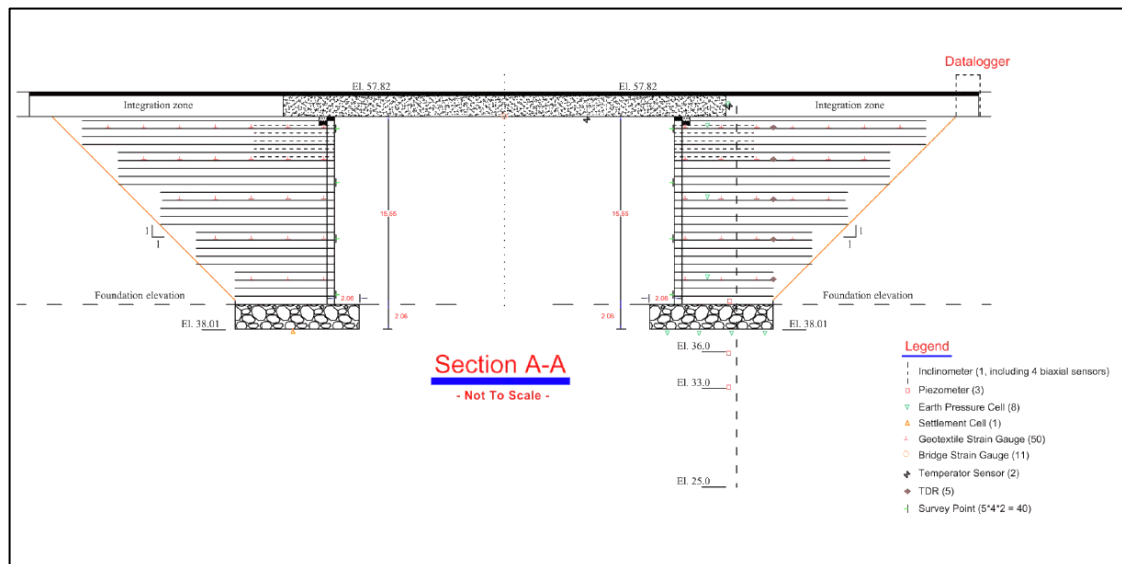 Datalogger
El. 57.82
El. 57.82
Integration zone
Integration zone
15.65
15.65
1
1
1
1
Foundation elevation
2.06
2.06
Foundation elevation
El. 38.01
2.06
2.06
El. 38.01
El. 36.0
El. 33.0
El. 25.0
Section A-A
- Not To Scale -
Legend
Inclinometer (1, including 4 biaxial sensors)
Piezometer (3)
Earth Pressure Cell (8)
Settlement Cell (1)
Geotextile Strain Gauge (50)
Bridge Strain Gauge (11)
Temperator Sensor (2)
TDR (5)
Survey Point (5*4*2 = 40)